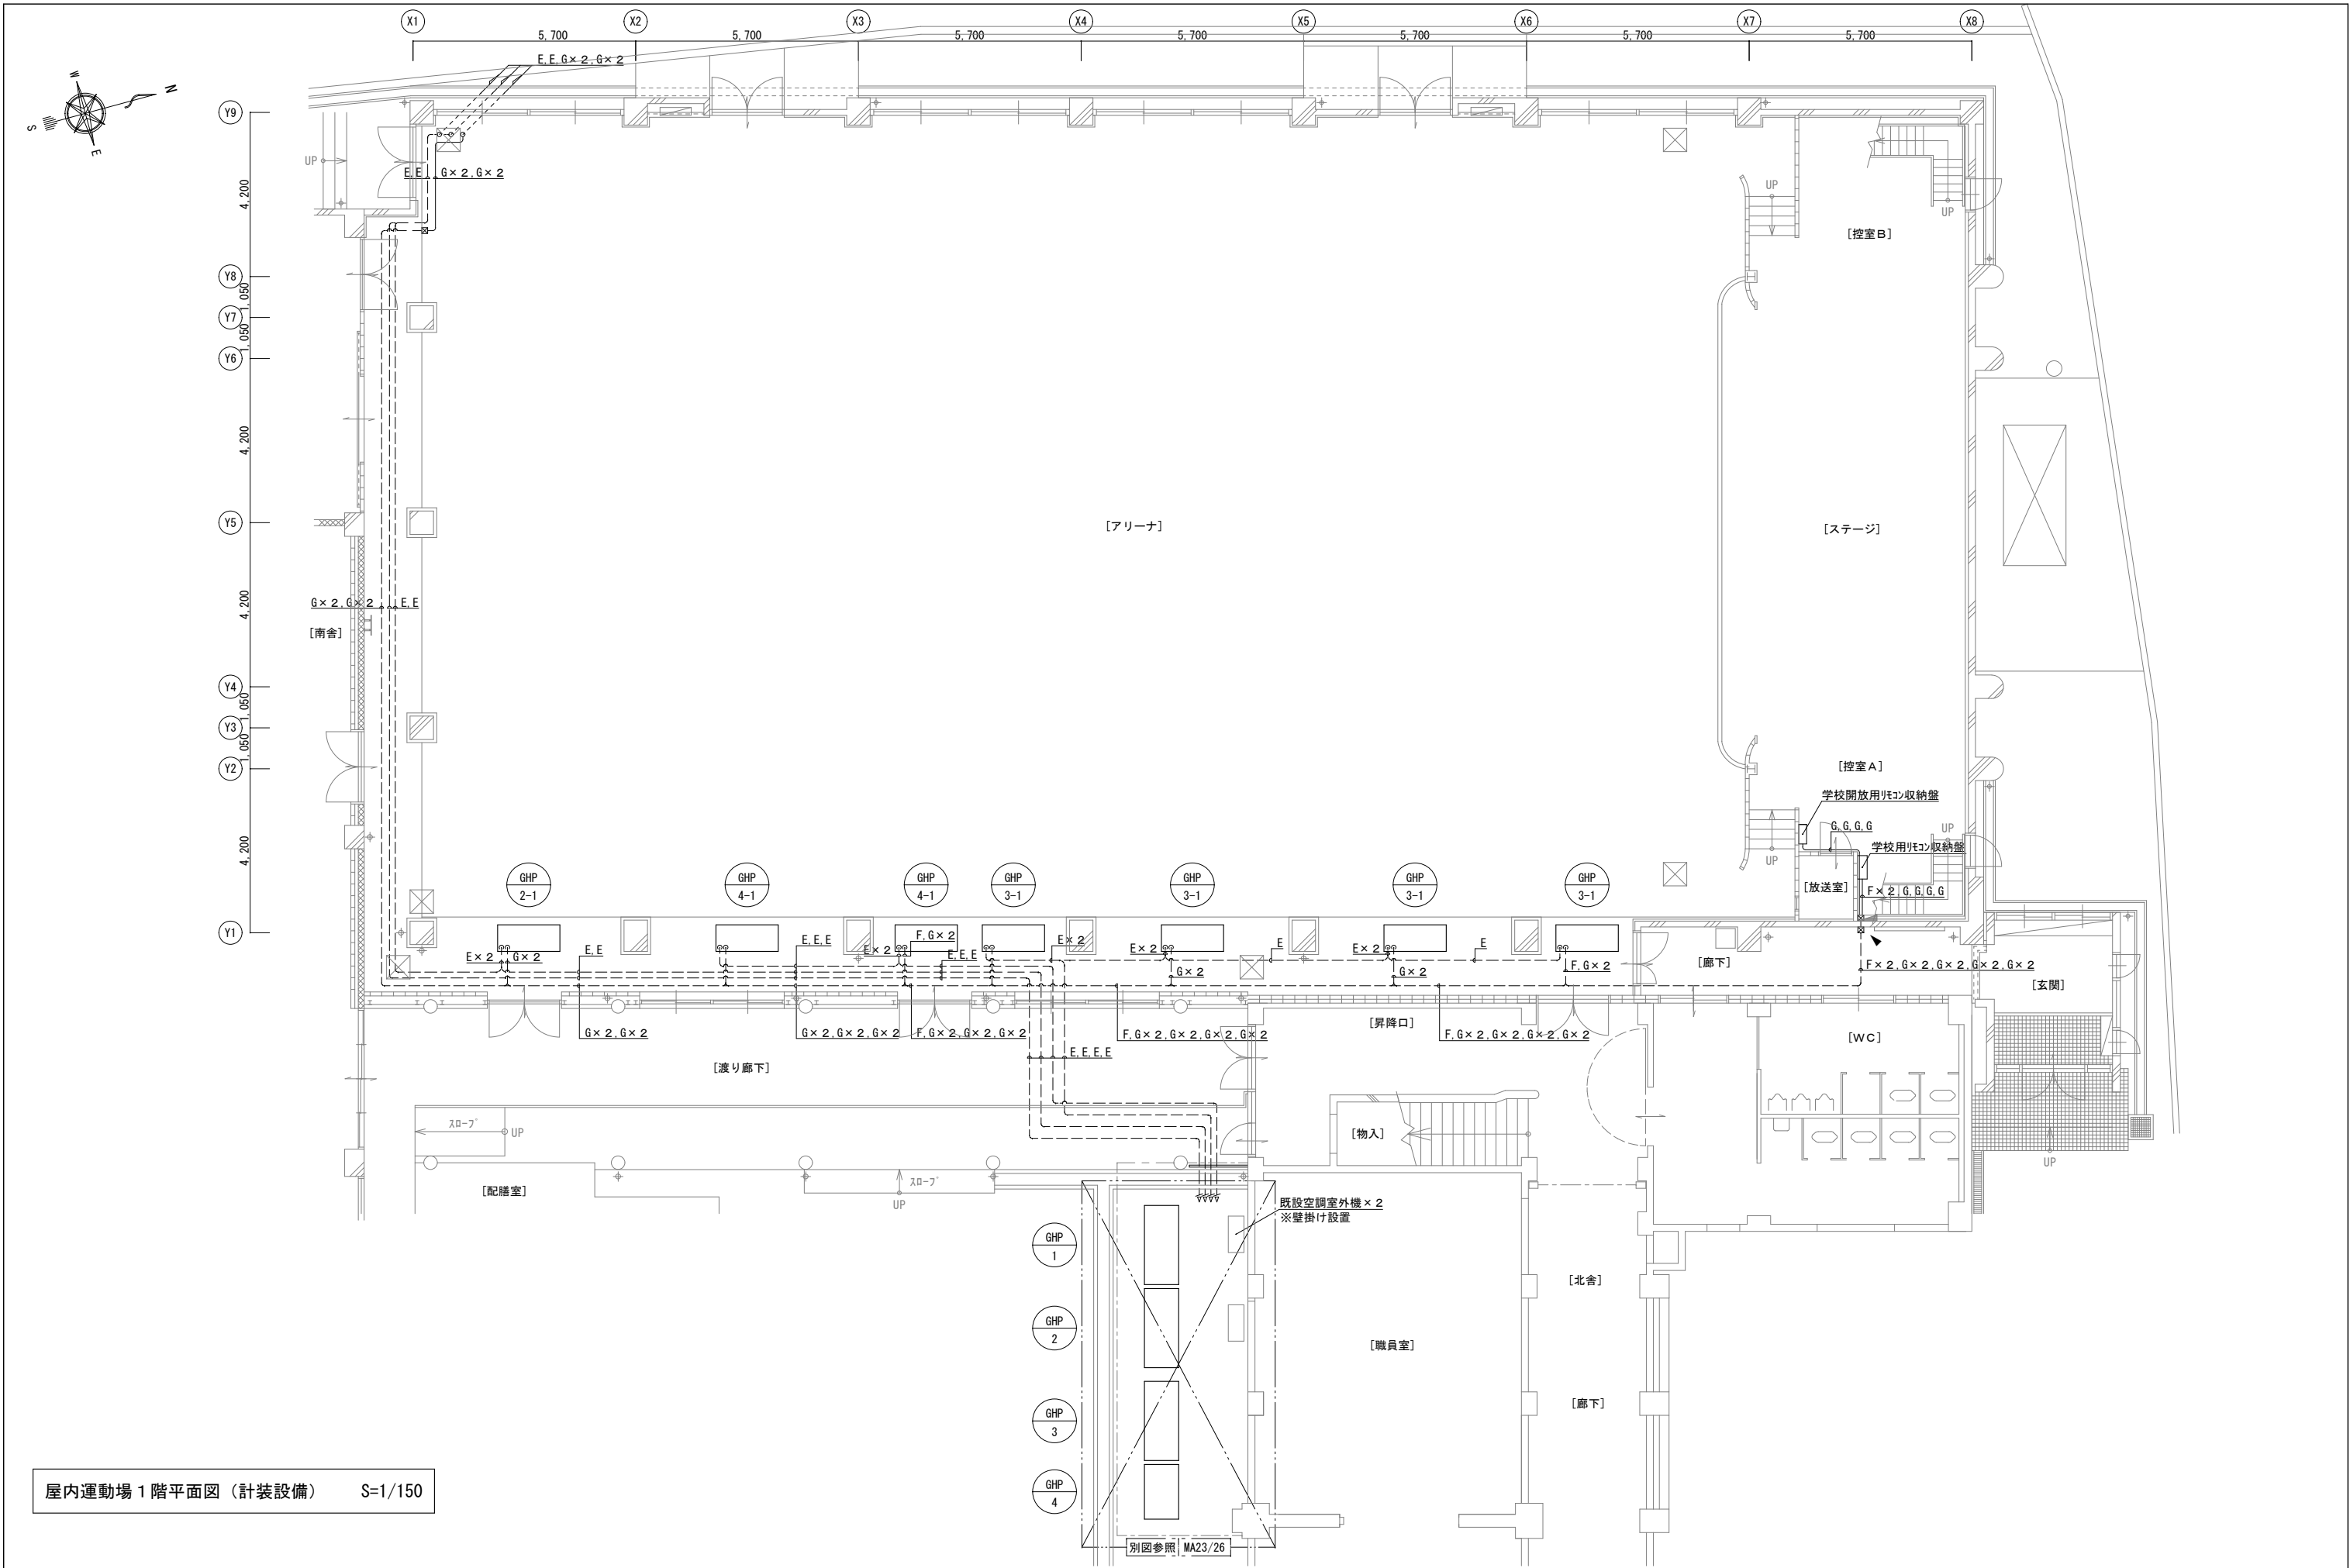 X1
X2
X3
X4
X5
X6
X7
X8
5,700
5,700
5,700
5,700
5,700
5,700
5,700
E,E,G×2,G×2
W
N
S
E
Y9
UP
E,E
G×2,G×2
4,200
UP
UP
[控室B]
Y8
1,050
Y7
1,050
Y6
4,200
Y5
[アリーナ]
[ステージ]
4,200
G×2,G×2
E,E
[南舎]
Y4
1,050
Y3
1,050
Y2
[控室A]
学校開放用ﾘﾓｺﾝ収納盤
G,G,G,G
UP
UP
学校用ﾘﾓｺﾝ収納盤
4,200
GHP
2-1
GHP
4-1
GHP
4-1
GHP
3-1
GHP
3-1
GHP
3-1
GHP
3-1
[放送室]
F×2,G,G,G,G
Y1
E×2
G×2
E,E
E,E,E
E×2
F,G×2
E,E,E
E×2
E×2
G×2
E
E×2
G×2
E
F,G×2
[廊下]
F×2,G×2,G×2,G×2,G×2
[玄関]
G×2,G×2
G×2,G×2,G×2
F,G×2,G×2,G×2
F,G×2,G×2,G×2,G×2
F,G×2,G×2,G×2,G×2
[昇降口]
[WC]
E,E,E,E
[渡り廊下]
ｽﾛｰﾌﾟ
UP
[物入]
UP
[配膳室]
ｽﾛｰﾌﾟ
UP
既設空調室外機×2
※壁掛け設置
GHP
1
[北舎]
GHP
2
[職員室]
[廊下]
GHP
3
GHP
4
屋内運動場1階平面図（計装設備） S=1/150
別図参照 MA23/26